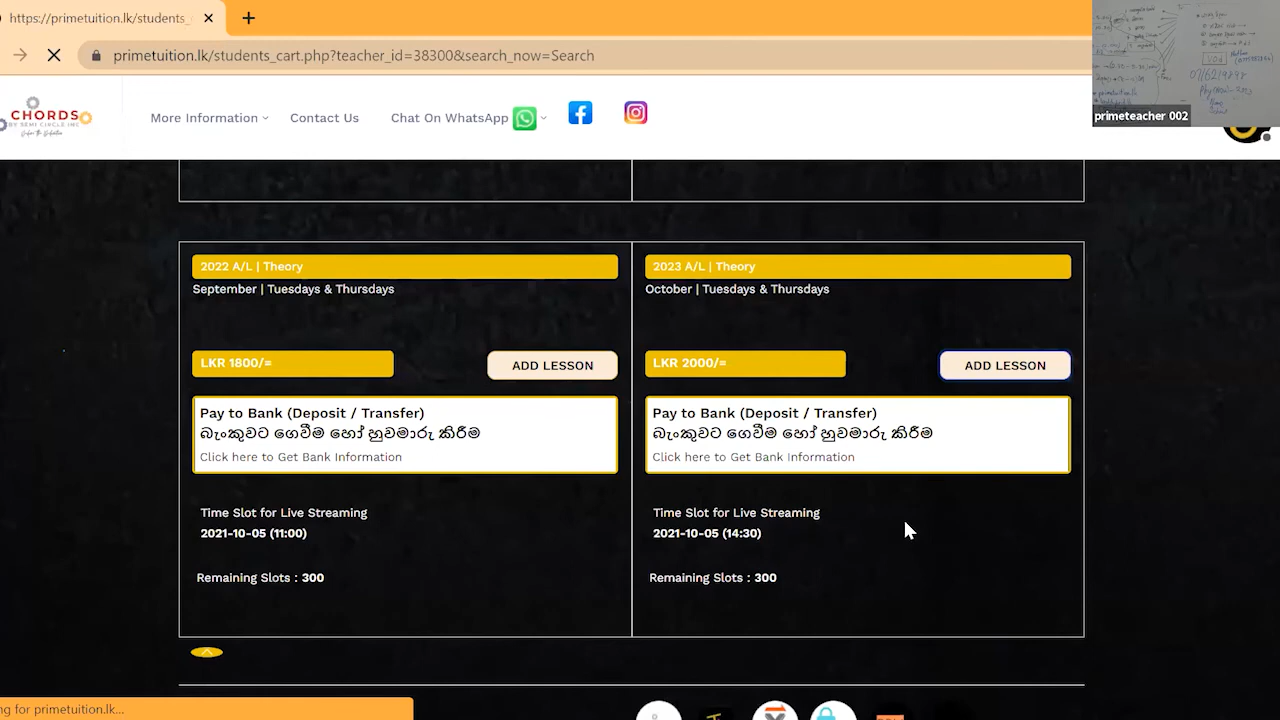 https://primetuition.lk/students_
primetuition.lk/students_cart.php?teacher_id=38300&search_now=Search
CHORDS
BY SEMI CIRCLE INC
More Information
Contact Us
Chat On WhatsApp
primeteacher 002
2022 A/L | Theory
September | Tuesdays & Thursdays
LKR 1800/=
ADD LESSON
Pay to Bank (Deposit / Transfer)
බැංකුවට ගෙවීම හෝ හුවමාරු කිරීම
Click here to Get Bank Information
Time Slot for Live Streaming
2021-10-05 (11:00)
Remaining Slots : 300
2023 A/L | Theory
October | Tuesdays & Thursdays
LKR 2000/=
ADD LESSON
Pay to Bank (Deposit / Transfer)
බැංකුවට ගෙවීම හෝ හුවමාරු කිරීම
Click here to Get Bank Information
Time Slot for Live Streaming
2021-10-05 (14:30)
Remaining Slots : 300
ng for primetuition.lk...